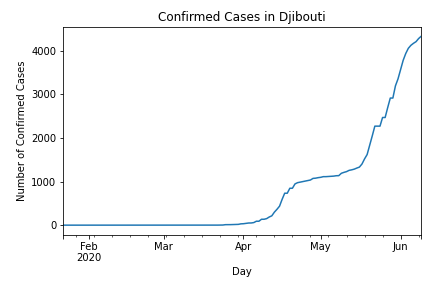 Confirmed Cases in Djibouti
Number of Confirmed Cases
4000
3000
2000
1000
0
Feb
2020
Mar
Apr
May
Jun
Day